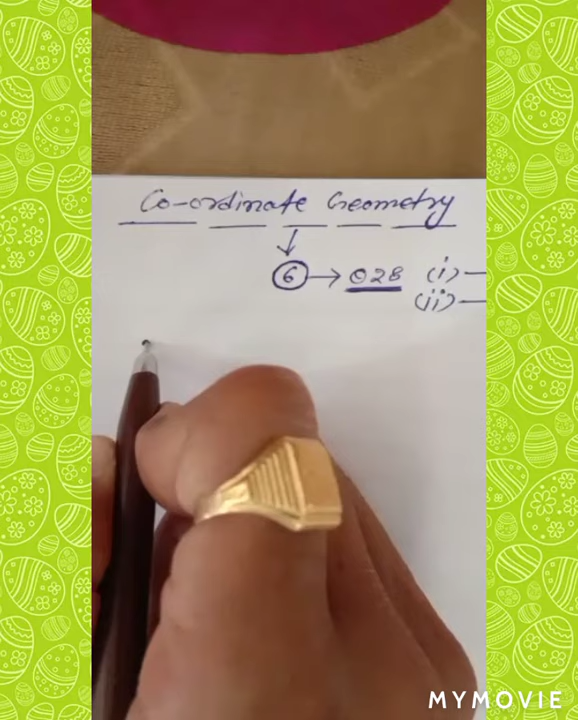 Co-ordinate Geometry
↓
6 → 028 (i) —
(ii) —
MYMOVIE